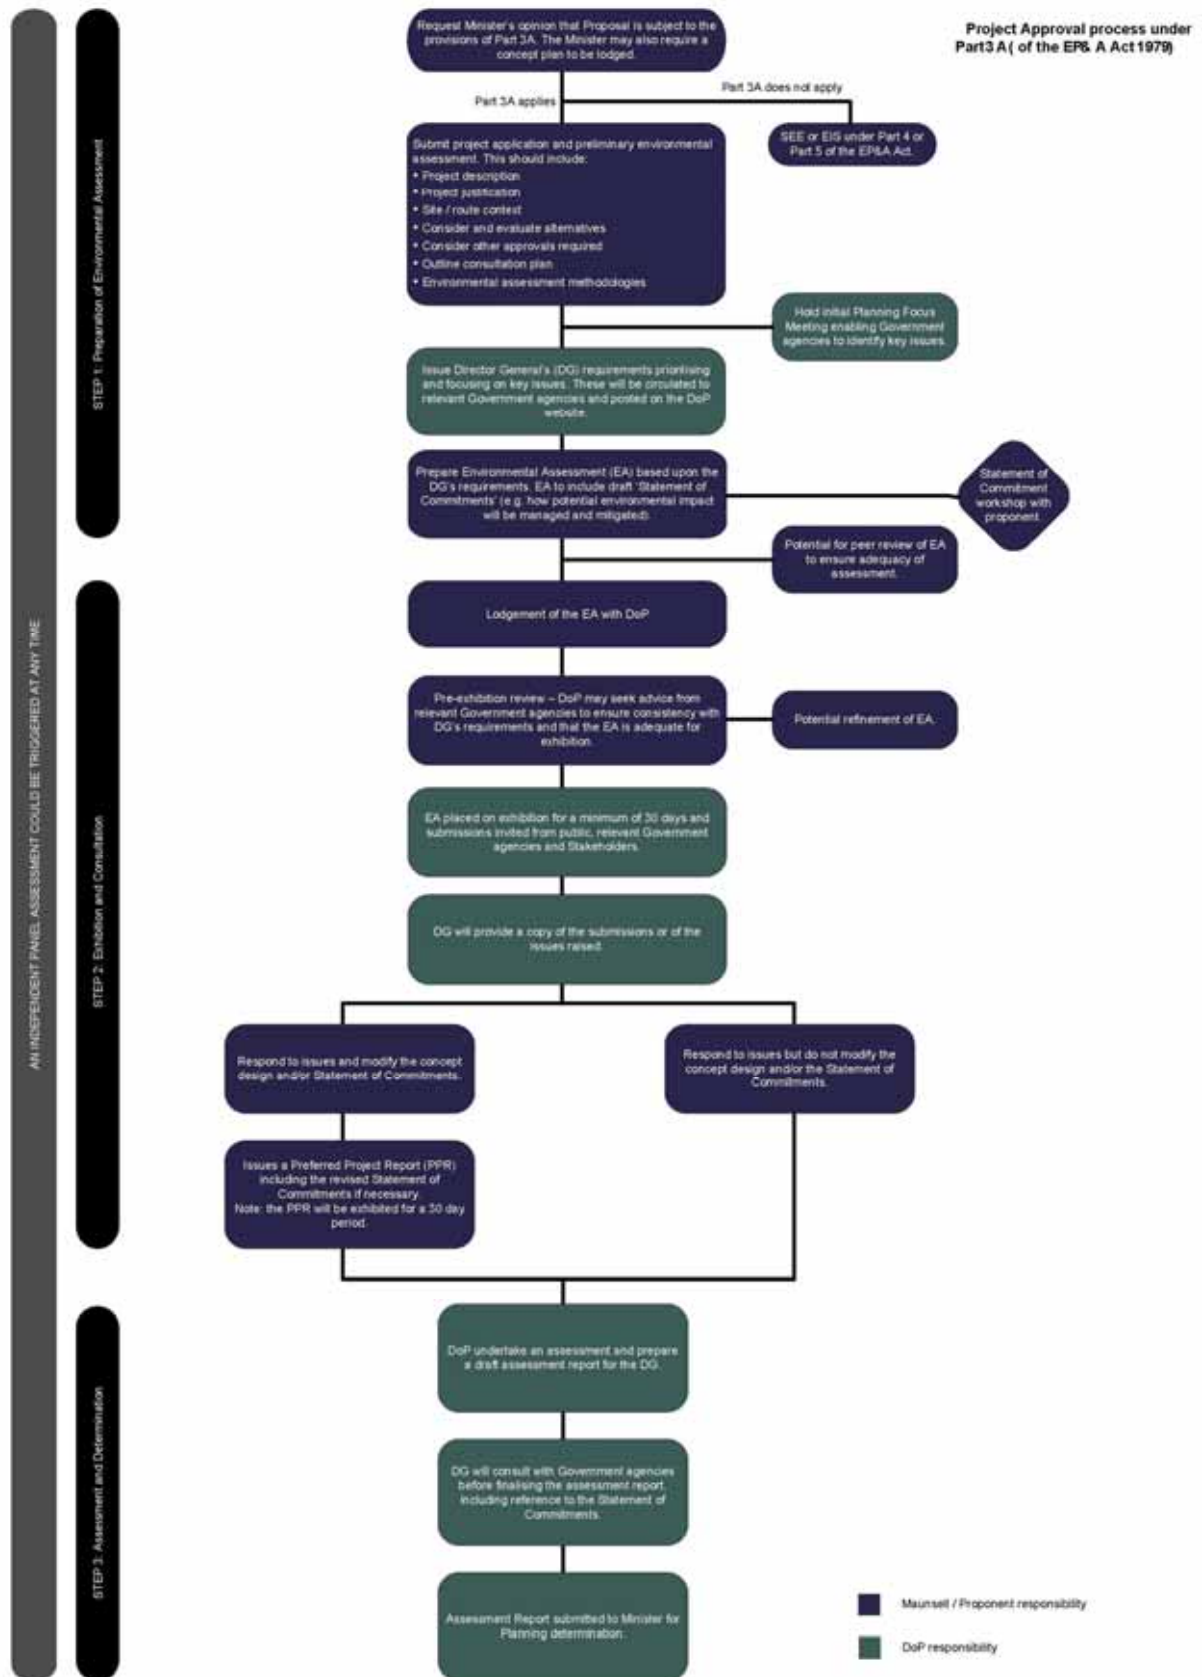 Project Approval process under
Part3 A( of the EP& A Act 1979)
AN INDEPENDENT PANEL ASSESSMENT COULD BE TRIGGERED AT ANY TIME
STEP 1: Preparation of Environmental Assessment
Request Minister's opinion that Proposal is subject to the
provisions of Part 3A. The Minister may also require a
concept plan to be lodged.
Part 3A applies
Part 3A does not apply
SEE or EIS under Part 4 or
Part 5 of the EP&A Act.
Submit project application and preliminary environmental
assessment. This should include:
• Project description
• Project justification
• Site / route context
• Consider and evaluate alternatives
• Consider other approvals required
• Outline consultation plan
• Environmental assessment methodologies
Hold initial Planning Focus
Meeting enabling Government
agencies to identify key issues.
Issue Director General's (DG) requirements prioritising
and focusing on key issues. These will be circulated to
relevant Government agencies and posted on the DoP
website.
Prepare Environmental Assessment (EA) based upon the
DG's requirements. EA to include draft 'Statement of
Commitments' (e.g. how potential environmental impact
will be managed and mitigated).
Statement of
Commitment
workshop with
proponent
Potential for peer review of EA
to ensure adequacy of
assessment.
STEP 2: Exhibition and Consultation
Lodgement of the EA with DoP
Pre-exhibition review – DoP may seek advice from
relevant Government agencies to ensure consistency with
DG's requirements and that the EA is adequate for
exhibition.
Potential refinement of EA.
EA placed on exhibition for a minimum of 30 days and
submissions invited from public, relevant Government
agencies and Stakeholders.
DG will provide a copy of the submissions or of the
issues raised.
Respond to issues and modify the concept
design and/or Statement of Commitments.
Respond to issues but do not modify the
concept design and/or the Statement of
Commitments.
Issues a Preferred Project Report (PPR)
including the revised Statement of
Commitments if necessary.
Note: the PPR will be exhibited for a 30 day
period.
STEP 3: Assessment and Determination
DoP undertake an assessment and prepare
a draft assessment report for the DG.
DG will consult with Government agencies
before finalising the assessment report,
including reference to the Statement of
Commitments.
Assessment Report submitted to Minister for
Planning determination.
Maunsell / Proponent responsibility
DoP responsibility